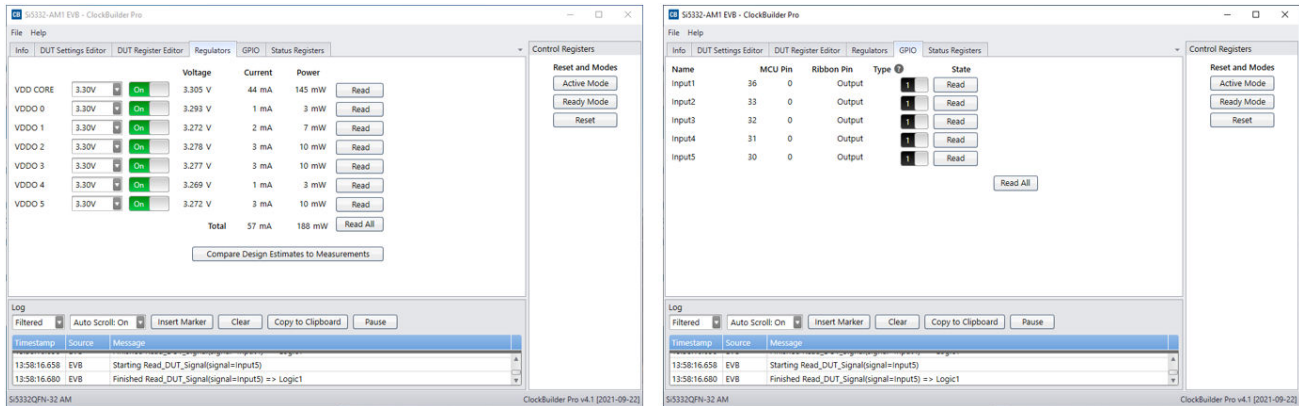 Si5332-AM1 EVB - ClockBuilder Pro
File Help
Info DUT Settings Editor DUT Register Editor Regulators GPIO Status Registers
Control Registers
Voltage Current Power
VDD CORE 3.30V On 3.305 V 44 mA 145 mW Read
VDDO 0 3.30V On 3.293 V 1 mA 3 mW Read
VDDO 1 3.30V On 3.272 V 2 mA 7 mW Read
VDDO 2 3.30V On 3.278 V 3 mA 10 mW Read
VDDO 3 3.30V On 3.277 V 3 mA 10 mW Read
VDDO 4 3.30V On 3.269 V 1 mA 3 mW Read
VDDO 5 3.30V On 3.272 V 3 mA 10 mW Read
Total 57 mA 188 mW Read All
Compare Design Estimates to Measurements
Reset and Modes
Active Mode
Ready Mode
Reset
Log
Filtered Auto Scroll: On Insert Marker Clear Copy to Clipboard Pause
Timestamp Source Message
13:58:16.658 EVB Starting Read_DUT_Signal(signal=Input5)
13:58:16.680 EVB Finished Read_DUT_Signal(signal=Input5) => Logic1
Si5332QFN-32 AM ClockBuilder Pro v4.1 [2021-09-22]
Si5332-AM1 EVB - ClockBuilder Pro
File Help
Info DUT Settings Editor DUT Register Editor Regulators GPIO Status Registers
Control Registers
Name MCU Pin Ribbon Pin Type State
Input1 36 0 Output 1 Read
Input2 33 0 Output 1 Read
Input3 32 0 Output 1 Read
Input4 31 0 Output 1 Read
Input5 30 0 Output 1 Read
Read All
Reset and Modes
Active Mode
Ready Mode
Reset
Log
Filtered Auto Scroll: On Insert Marker Clear Copy to Clipboard Pause
Timestamp Source Message
13:58:16.658 EVB Starting Read_DUT_Signal(signal=Input5)
13:58:16.680 EVB Finished Read_DUT_Signal(signal=Input5) => Logic1
Si5332QFN-32 AM ClockBuilder Pro v4.1 [2021-09-22]